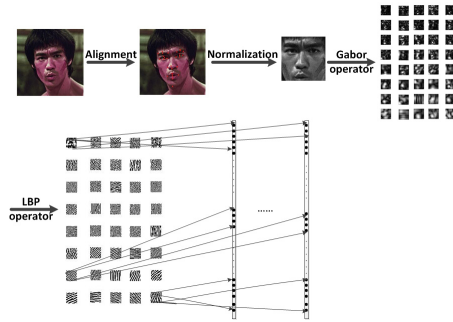 Alignment
Normalization
Gabor
operator
LBP
operator
......